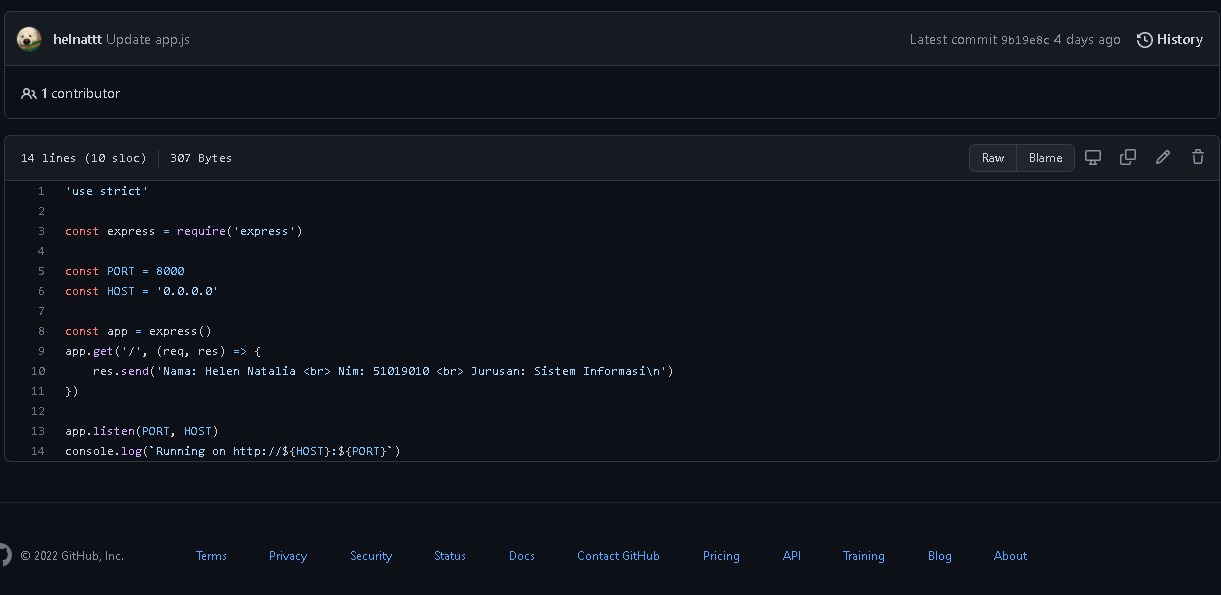 helnattt Update app.js
Latest commit 9b19e8c 4 days ago History
1 contributor
14 lines (10 sloc) 307 Bytes
Raw Blame
1 'use strict'
2
3 const express = require('express')
4
5 const PORT = 8000
6 const HOST = '0.0.0.0'
7
8 const app = express()
9 app.get('/', (req, res) => {
10     res.send('Nama: Helen Natalia <br> Nim: 51019010 <br> Jurusan: Sistem Informasi\n')
11 })
12
13 app.listen(PORT, HOST)
14 console.log(`Running on http://${HOST}:${PORT}`)
© 2022 GitHub, Inc. Terms Privacy Security Status Docs Contact GitHub Pricing API Training Blog About